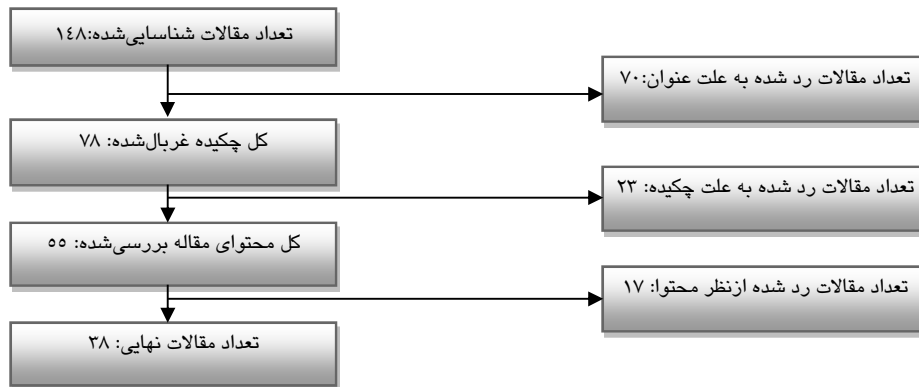 تعداد مقالات شناسایی‌شده:۱٤۸
تعداد مقالات رد شده به علت عنوان:۷۰
کل چکیده غربال‌شده: ۷۸
تعداد مقالات رد شده به علت چکیده: ۲۳
کل محتوای مقاله بررسی‌شده: ٥٥
تعداد مقالات رد شده ازنظر محتوا: ۱۷
تعداد مقالات نهایی: ۳۸